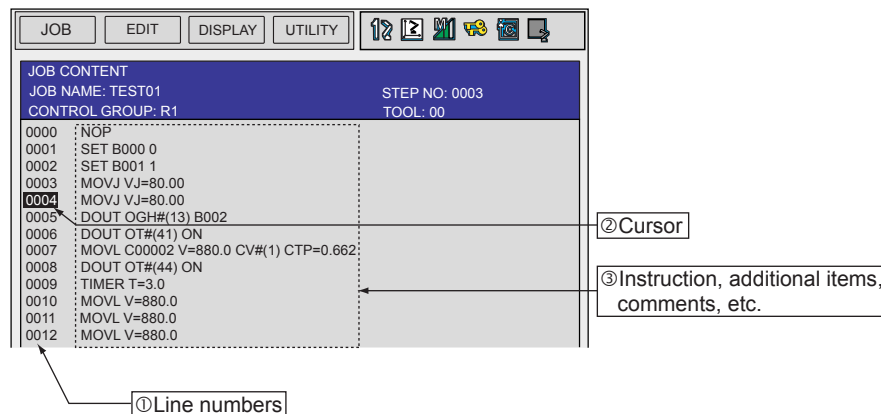 JOB EDIT DISPLAY UTILITY
JOB CONTENT
JOB NAME: TEST01 STEP NO: 0003
CONTROL GROUP: R1 TOOL: 00
0000 NOP
0001 SET B000 0
0002 SET B001 1
0003 MOVJ VJ=80.00
0004 MOVJ VJ=80.00
0005 DOUT OGH#(13) B002
0006 DOUT OT#(41) ON
0007 MOVL C00002 V=880.0 CV#(1) CTP=0.662
0008 DOUT OT#(44) ON
0009 TIMER T=3.0
0010 MOVL V=880.0
0011 MOVL V=880.0
0012 MOVL V=880.0
②Cursor
③Instruction, additional items,
comments, etc.
①Line numbers